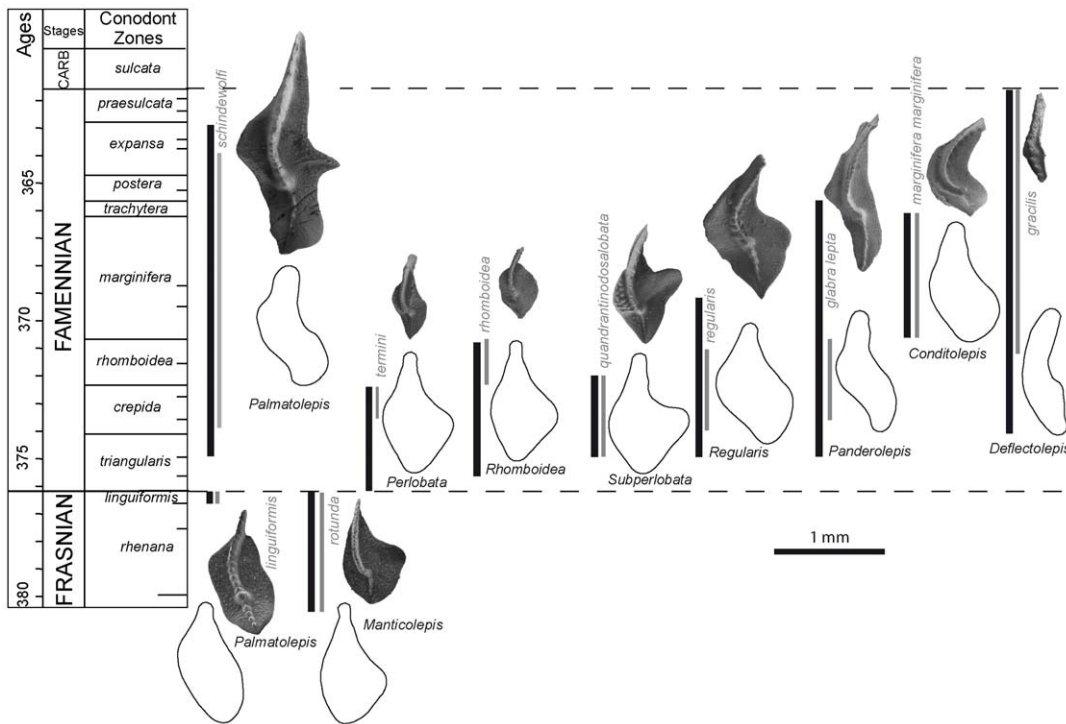 Ages
Stages
Conodont
Zones
CARB
FAMENNIAN
FRASNIAN
365
370
375
380
sulcata
praesulcata
expansa
postera
trachytera
marginifera
rhomboidea
crepida
triangularis
linguiformis
rhenana
schindewolfi
Palmatolepis
termini
Perlobata
rhomboidea
Rhomboidea
quandrantinodosalobata
Subperlobata
regularis
Regularis
glabra lepta
Panderolepis
marginifera marginifera
Conditolepis
gracilis
Deflectolepis
linguiformis
Palmatolepis
rotunda
Manticolepis
1 mm